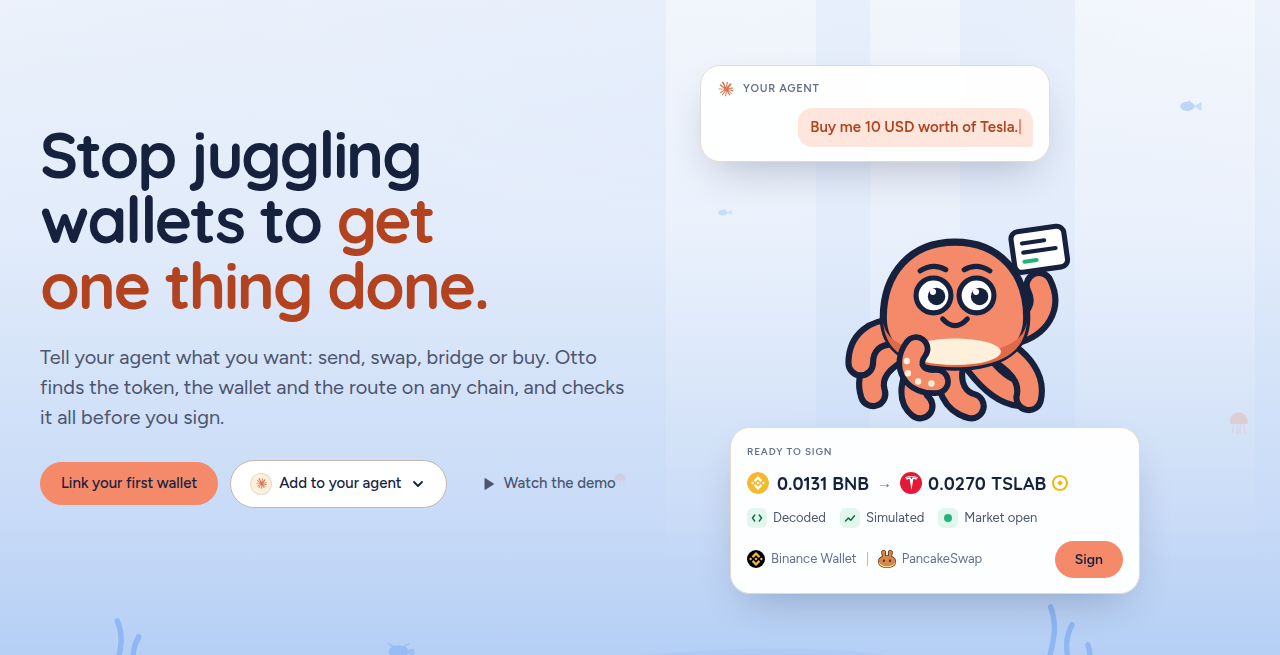 Stop juggling
wallets to get
one thing done.
Tell your agent what you want: send, swap, bridge or buy. Otto
finds the token, the wallet and the route on any chain, and checks
it all before you sign.
Link your first wallet
Add to your agent
Watch the demo
YOUR AGENT
Buy me 10 USD worth of Tesla.
READY TO SIGN
0.0131 BNB → 0.0270 TSLAB
Decoded Simulated Market open
Binance Wallet PancakeSwap
Sign